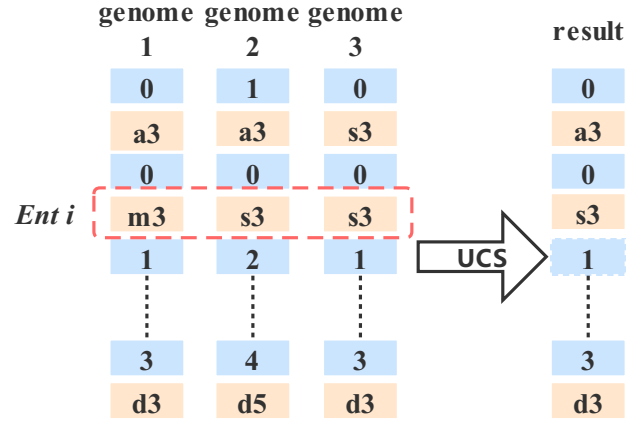 genome genome genome
1 2 3
result
0 1 0 0
a3 a3 s3 a3
0 0 0 0
Ent i m3 s3 s3 s3
1 2 1 UCS 1
3 4 3 3
d3 d5 d3 d3